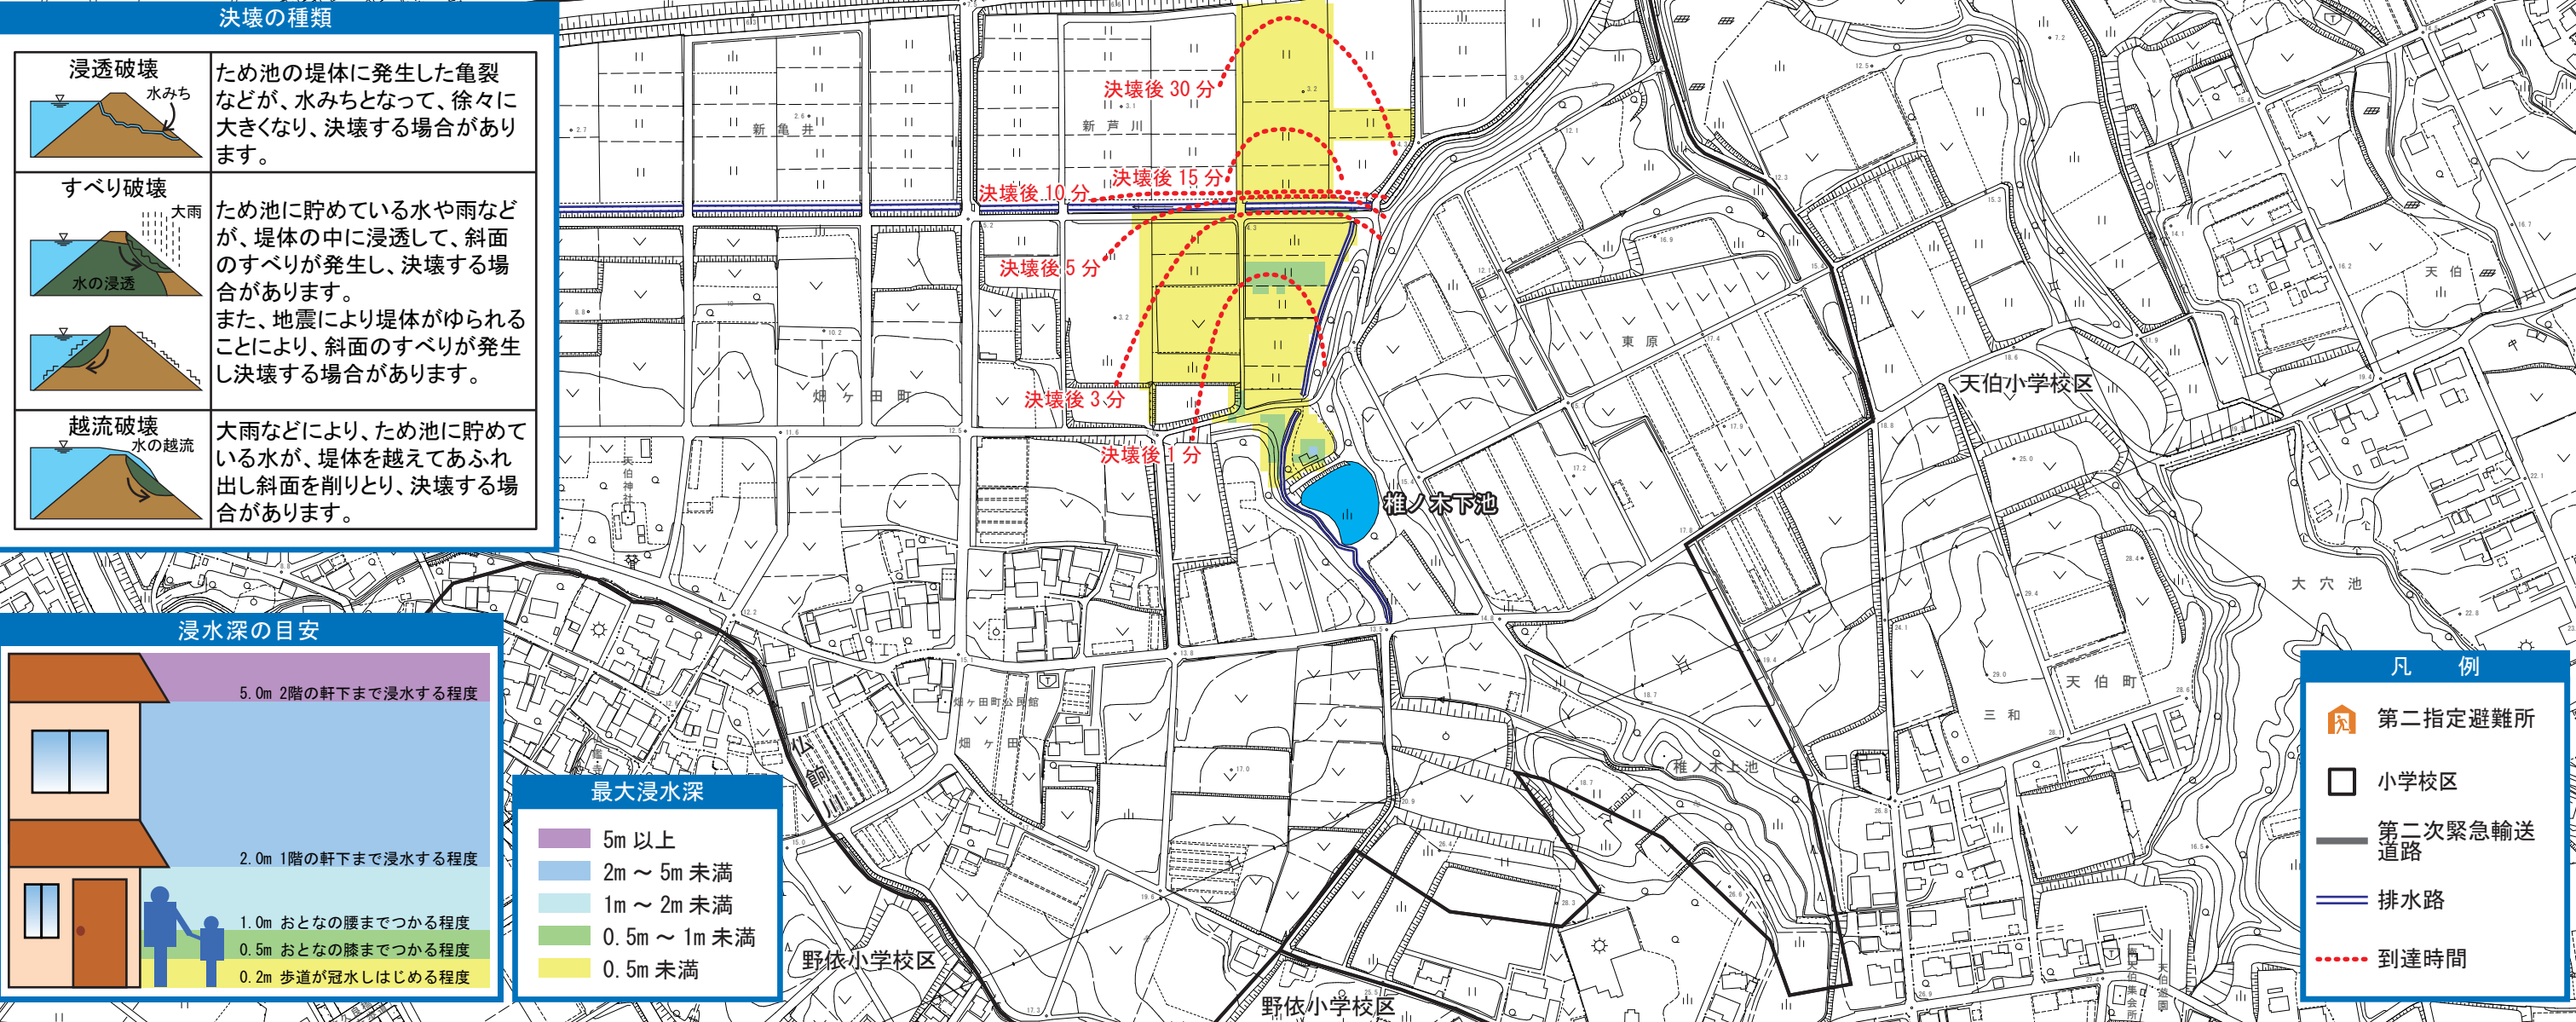 決壊の種類
浸透破壊
水みち
ため池の堤体に発生した亀裂
などが、水みちとなって、徐々に
大きくなり、決壊する場合があり
ます。
すべり破壊
大雨
水の浸透
ため池に貯めている水や雨など
が、堤体の中に浸透して、斜面
のすべりが発生し、決壊する場
合があります。
また、地震により堤体がゆられる
ことにより、斜面のすべりが発生
し決壊する場合があります。
越流破壊
水の越流
大雨などにより、ため池に貯めて
いる水が、堤体を越えてあふれ
出し斜面を削りとり、決壊する場
合があります。
浸水深の目安
5.0m 2階の軒下まで浸水する程度
2.0m 1階の軒下まで浸水する程度
1.0m おとなの腰までつかる程度
0.5m おとなの膝までつかる程度
0.2m 歩道が冠水しはじめる程度
最大浸水深
5m 以上
2m ～ 5m 未満
1m ～ 2m 未満
0.5m ～ 1m 未満
0.5m 未満
決壊後 30 分
決壊後 15 分
決壊後 10 分
決壊後 5 分
決壊後 3 分
決壊後 1 分
新亀井
新芦川
畑ヶ田町
天伯神社
椎ノ木下池
東原
天伯
天伯小学校区
大穴池
天伯町
三和
椎ノ木上池
畑ヶ田町公民館
畑ヶ田
仏餉川
野依小学校区
野依小学校区
南天伯集会所
天伯遊園
凡　例
第二指定避難所
小学校区
第二次緊急輸送
道路
排水路
到達時間